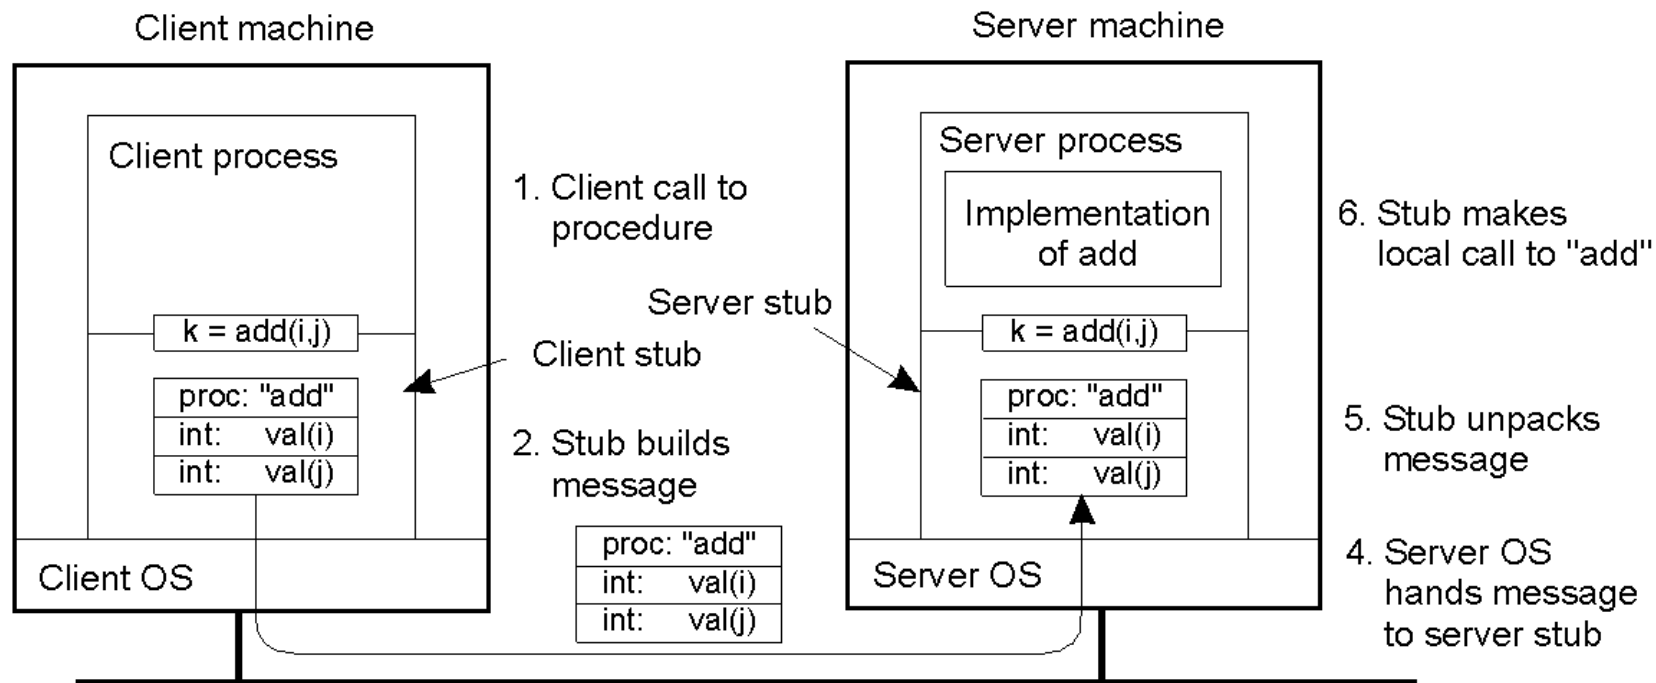 Client machine
Server machine
Client process
1. Client call to
procedure
k = add(i,j)
Client stub
proc: "add"
int: val(i)
int: val(j)
2. Stub builds
message
proc: "add"
int: val(i)
int: val(j)
Client OS
Server process
Implementation
of add
6. Stub makes
local call to "add"
Server stub
k = add(i,j)
proc: "add"
int: val(i)
int: val(j)
5. Stub unpacks
message
Server OS
4. Server OS
hands message
to server stub